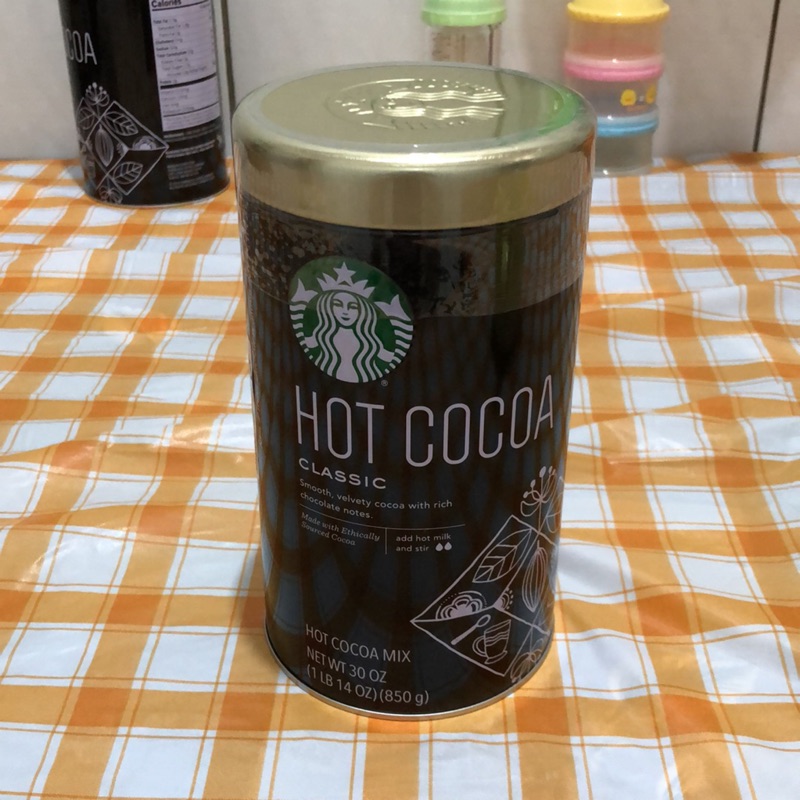 Calories
COCOA
HOT COCOA
CLASSIC
Smooth, velvety cocoa with rich
chocolate notes.
Made with Ethically
Sourced Cocoa
add hot milk
and stir
HOT COCOA MIX
NET WT 30 OZ
(1 LB 14 OZ) (850 g)